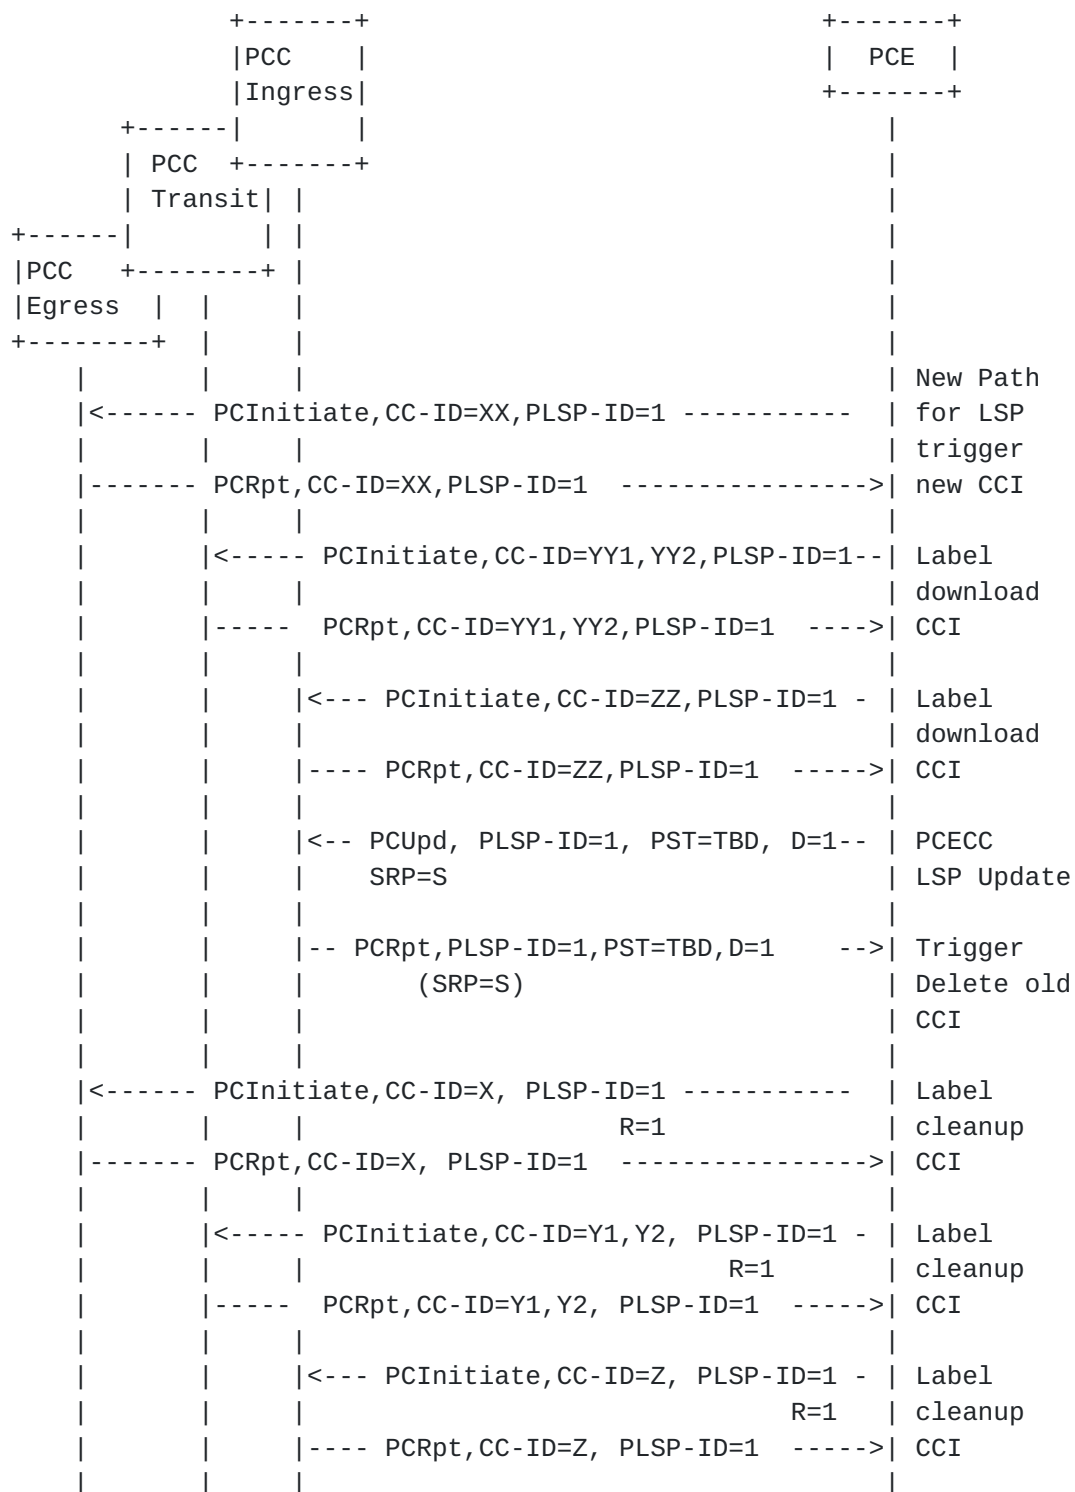 +-------+                             +-------+
              |PCC    |                             |  PCE  |
              |Ingress|                             +-------+
       +------|       |                                 |
       | PCC  +-------+                                 |
       | Transit| |                                     |
+------|        | |                                     |
|PCC   +--------+ |                                     |
|Egress  |  |     |                                     |
+--------+  |     |                                     |
    |       |     |                                     | New Path
    |<------ PCInitiate,CC-ID=XX,PLSP-ID=1 -----------  | for LSP
    |       |     |                                     | trigger
    |------- PCRpt,CC-ID=XX,PLSP-ID=1  ---------------->| new CCI
    |       |     |                                     |
    |       |<----- PCInitiate,CC-ID=YY1,YY2,PLSP-ID=1--| Label
    |       |     |                                     | download
    |       |-----  PCRpt,CC-ID=YY1,YY2,PLSP-ID=1  ---->| CCI
    |       |     |                                     |
    |       |     |<--- PCInitiate,CC-ID=ZZ,PLSP-ID=1 - | Label
    |       |     |                                     | download
    |       |     |---- PCRpt,CC-ID=ZZ,PLSP-ID=1  ----->| CCI
    |       |     |                                     |
    |       |     |<-- PCUpd, PLSP-ID=1, PST=TBD, D=1-- | PCECC
    |       |     |    SRP=S                            | LSP Update
    |       |     |                                     |
    |       |     |-- PCRpt,PLSP-ID=1,PST=TBD,D=1    -->| Trigger
    |       |     |       (SRP=S)                       | Delete old
    |       |     |                                     | CCI
    |       |     |                                     |
    |<------ PCInitiate,CC-ID=X, PLSP-ID=1 -----------  | Label
    |       |     |                    R=1              | cleanup
    |------- PCRpt,CC-ID=X, PLSP-ID=1  ---------------->| CCI
    |       |     |                                     |
    |       |<----- PCInitiate,CC-ID=Y1,Y2, PLSP-ID=1 - | Label
    |       |     |                           R=1       | cleanup
    |       |-----  PCRpt,CC-ID=Y1,Y2, PLSP-ID=1  ----->| CCI
    |       |     |                                     |
    |       |     |<--- PCInitiate,CC-ID=Z, PLSP-ID=1 - | Label
    |       |     |                               R=1   | cleanup
    |       |     |---- PCRpt,CC-ID=Z, PLSP-ID=1  ----->| CCI
    |       |     |                                     |